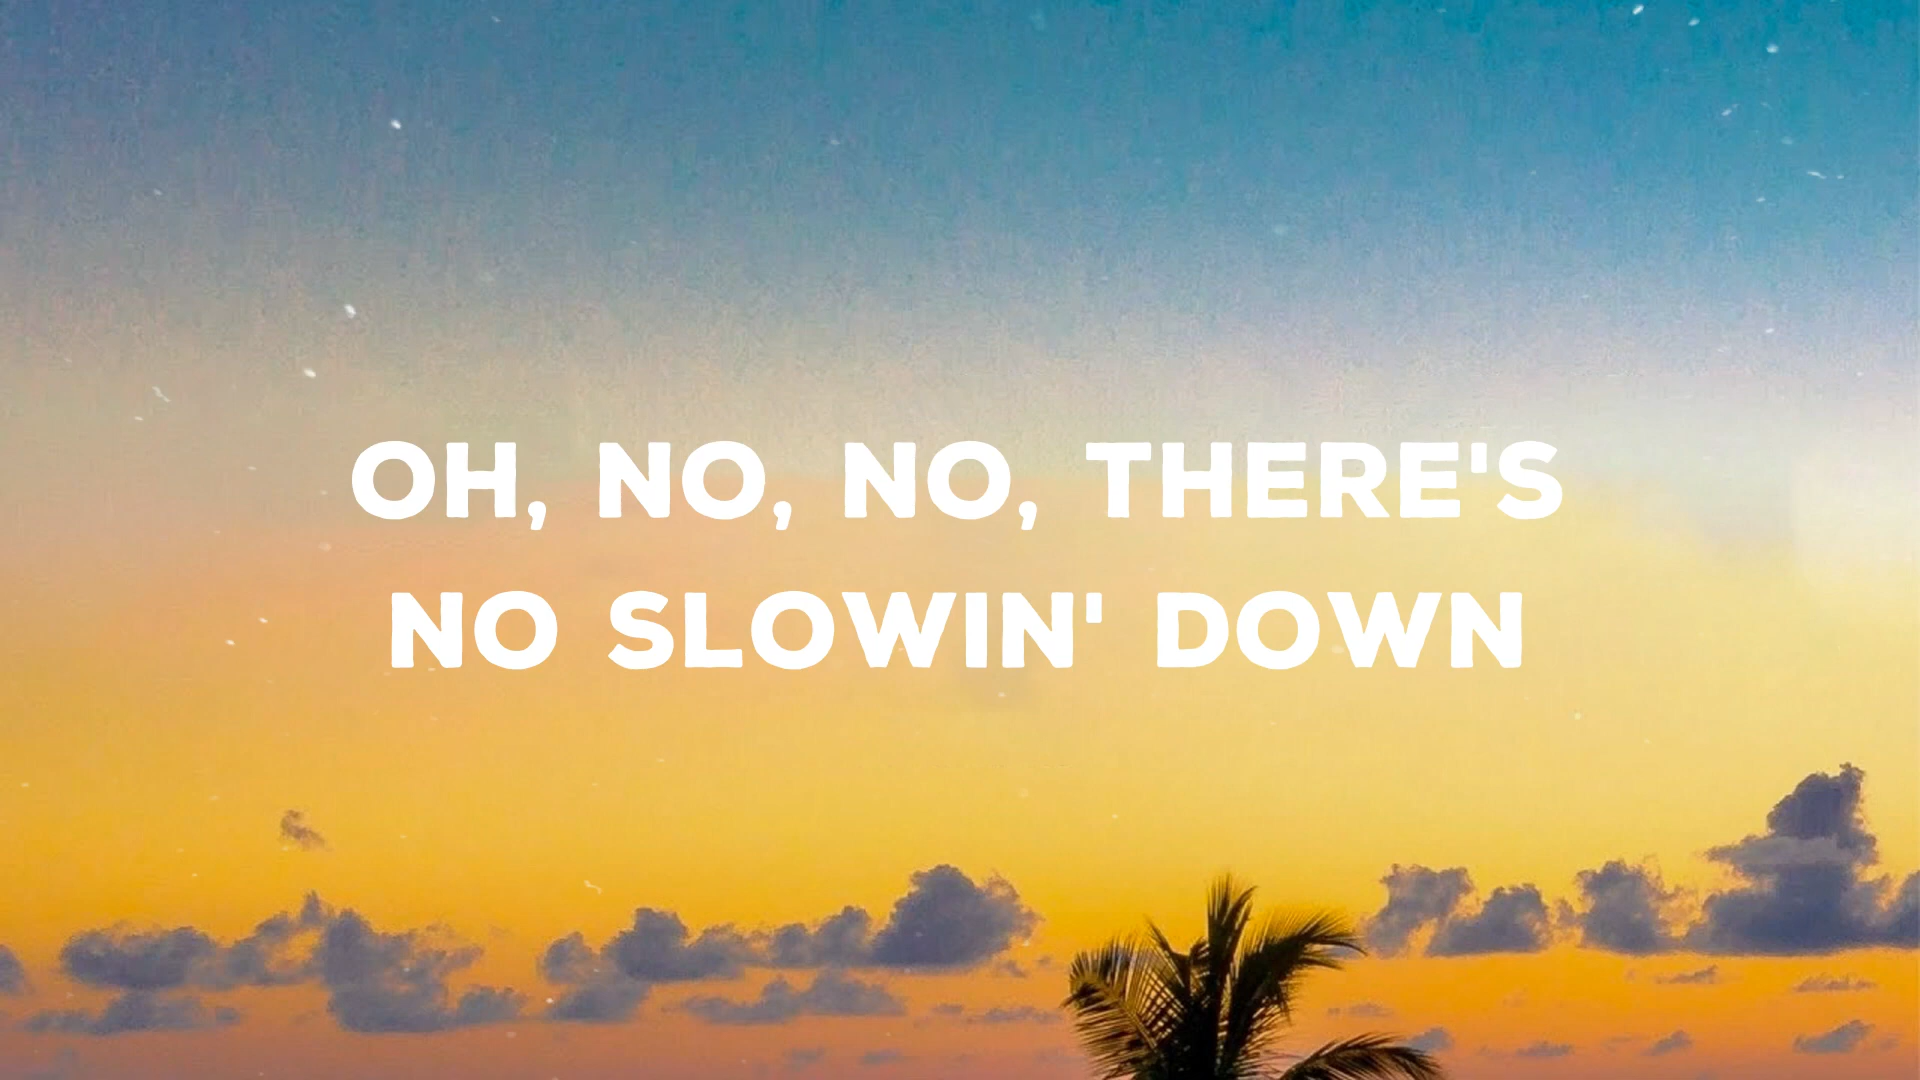 OH, NO, NO, THERE'S
NO SLOWIN' DOWN